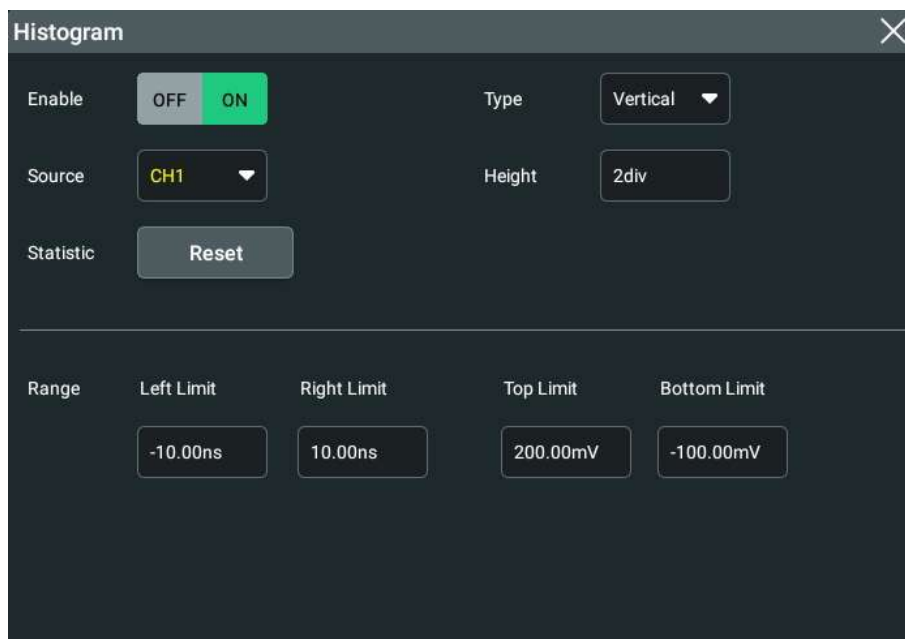 Histogram
Enable OFF ON Type Vertical
Source CH1 Height 2div
Statistic Reset
Range Left Limit Right Limit Top Limit Bottom Limit
-10.00ns 10.00ns 200.00mV -100.00mV